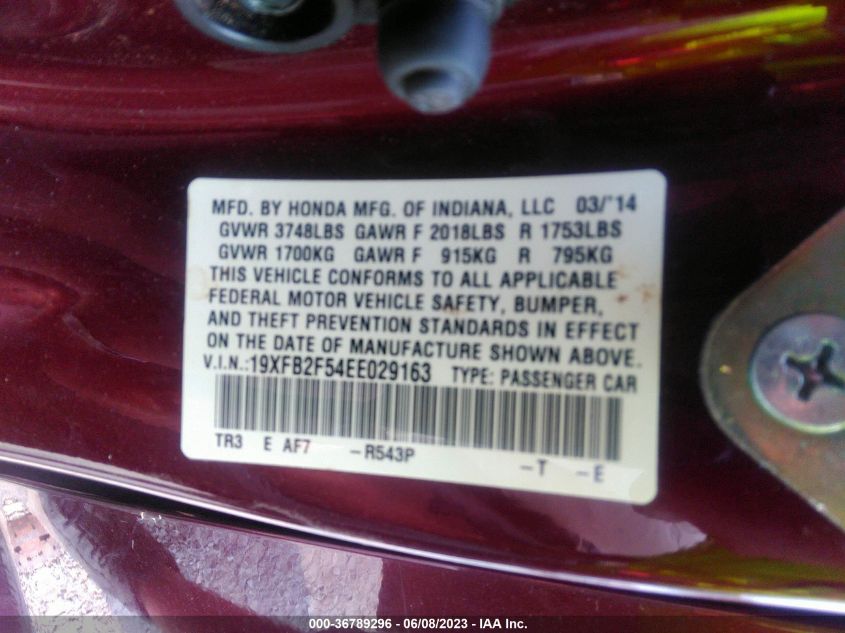 MFD. BY HONDA MFG. OF INDIANA, LLC 03/'14
GVWR 3748LBS GAWR F 2018LBS R 1753LBS
GVWR 1700KG GAWR F 915KG R 795KG
THIS VEHICLE CONFORMS TO ALL APPLICABLE
FEDERAL MOTOR VEHICLE SAFETY, BUMPER,
AND THEFT PREVENTION STANDARDS IN EFFECT
ON THE DATE OF MANUFACTURE SHOWN ABOVE.
V.I.N.:19XFB2F54EE029163 TYPE: PASSENGER CAR
TR3 E AF7 -R543P -T -E
000-36789296 - 06/08/2023 - IAA Inc.